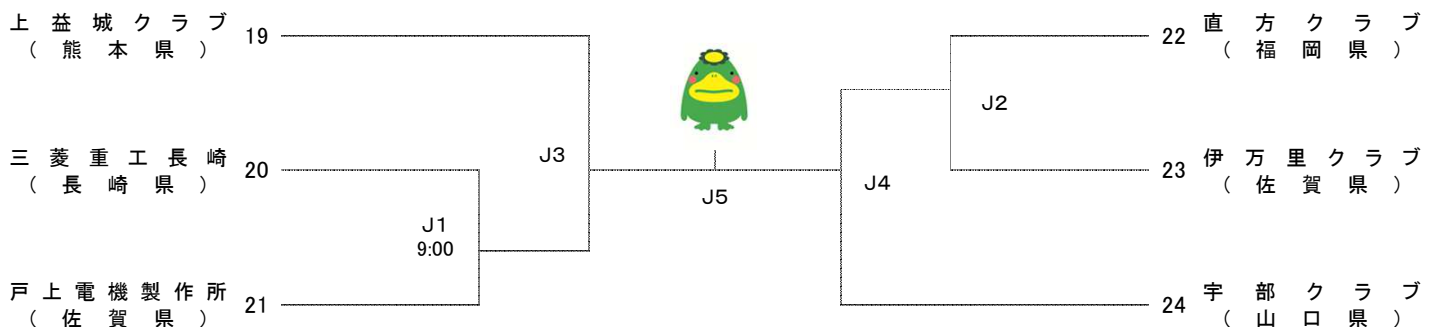 上益城クラブ
（熊本県） 19
三菱重工長崎
（長崎県） 20
戸上電機製作所
（佐賀県） 21
J1
9:00
J3
J5
J4
J2
22 直方クラブ
（福岡県）
23 伊万里クラブ
（佐賀県）
24 宇部クラブ
（山口県）